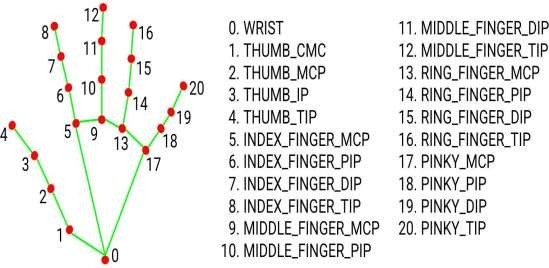 12
8
16
11
7
15
20
10
6
14
19
4
5
9
13
18
3
17
2
1
0
0. WRIST
1. THUMB_CMC
2. THUMB_MCP
3. THUMB_IP
4. THUMB_TIP
5. INDEX_FINGER_MCP
6. INDEX_FINGER_PIP
7. INDEX_FINGER_DIP
8. INDEX_FINGER_TIP
9. MIDDLE_FINGER_MCP
10. MIDDLE_FINGER_PIP
11. MIDDLE_FINGER_DIP
12. MIDDLE_FINGER_TIP
13. RING_FINGER_MCP
14. RING_FINGER_PIP
15. RING_FINGER_DIP
16. RING_FINGER_TIP
17. PINKY_MCP
18. PINKY_PIP
19. PINKY_DIP
20. PINKY_TIP